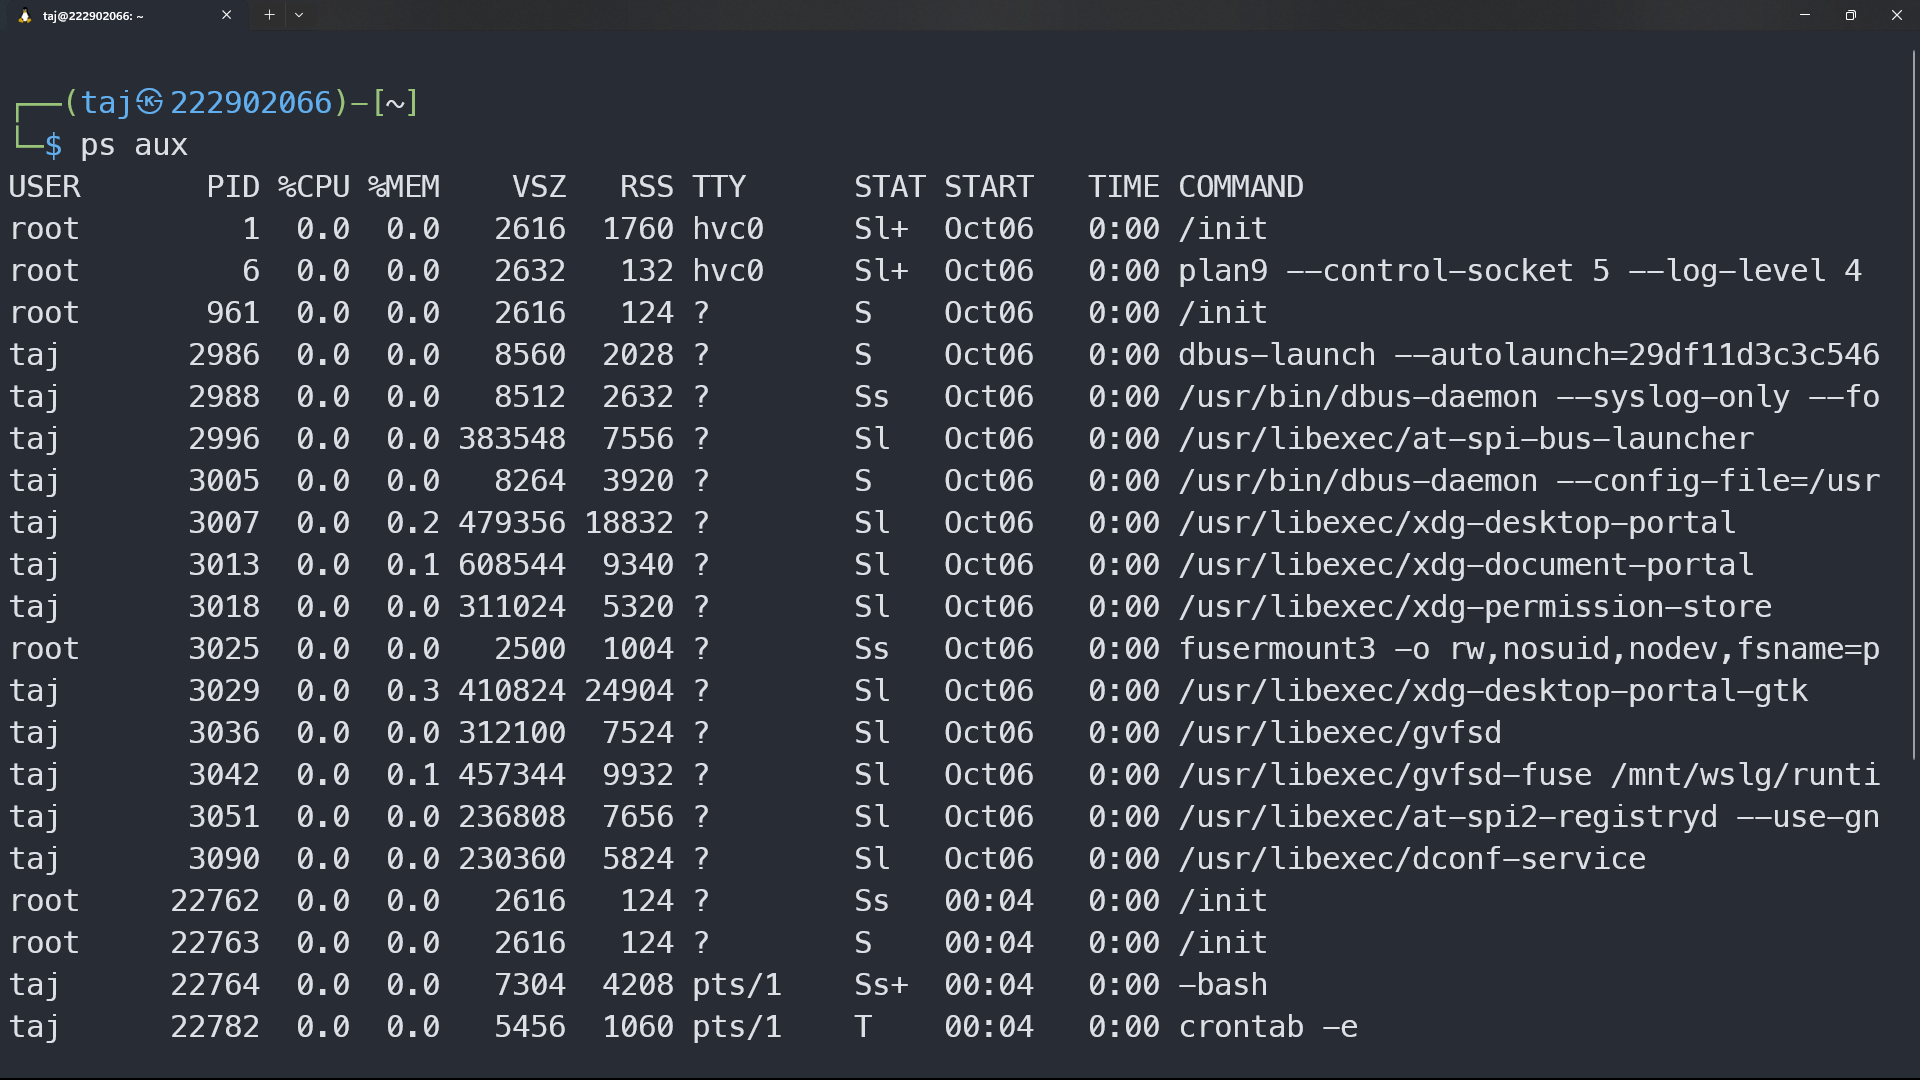 taj@222902066: ~
┌──(taj㉿222902066)-[~]
└─$ ps aux
USER         PID %CPU %MEM    VSZ   RSS TTY      STAT START   TIME COMMAND
root           1  0.0  0.0   2616  1760 hvc0     Sl+  Oct06   0:00 /init
root           6  0.0  0.0   2632   132 hvc0     Sl+  Oct06   0:00 plan9 --control-socket 5 --log-level 4
root         961  0.0  0.0   2616   124 ?        S    Oct06   0:00 /init
taj         2986  0.0  0.0   8560  2028 ?        S    Oct06   0:00 dbus-launch --autolaunch=29df11d3c3c546
taj         2988  0.0  0.0   8512  2632 ?        Ss   Oct06   0:00 /usr/bin/dbus-daemon --syslog-only --fo
taj         2996  0.0  0.0 383548  7556 ?        Sl   Oct06   0:00 /usr/libexec/at-spi-bus-launcher
taj         3005  0.0  0.0   8264  3920 ?        S    Oct06   0:00 /usr/bin/dbus-daemon --config-file=/usr
taj         3007  0.0  0.2 479356 18832 ?        Sl   Oct06   0:00 /usr/libexec/xdg-desktop-portal
taj         3013  0.0  0.1 608544  9340 ?        Sl   Oct06   0:00 /usr/libexec/xdg-document-portal
taj         3018  0.0  0.0 311024  5320 ?        Sl   Oct06   0:00 /usr/libexec/xdg-permission-store
root        3025  0.0  0.0   2500  1004 ?        Ss   Oct06   0:00 fusermount3 -o rw,nosuid,nodev,fsname=p
taj         3029  0.0  0.3 410824 24904 ?        Sl   Oct06   0:00 /usr/libexec/xdg-desktop-portal-gtk
taj         3036  0.0  0.0 312100  7524 ?        Sl   Oct06   0:00 /usr/libexec/gvfsd
taj         3042  0.0  0.1 457344  9932 ?        Sl   Oct06   0:00 /usr/libexec/gvfsd-fuse /mnt/wslg/runti
taj         3051  0.0  0.0 236808  7656 ?        Sl   Oct06   0:00 /usr/libexec/at-spi2-registryd --use-gn
taj         3090  0.0  0.0 230360  5824 ?        Sl   Oct06   0:00 /usr/libexec/dconf-service
root       22762  0.0  0.0   2616   124 ?        Ss   00:04   0:00 /init
root       22763  0.0  0.0   2616   124 ?        S    00:04   0:00 /init
taj        22764  0.0  0.0   7304  4208 pts/1    Ss+  00:04   0:00 -bash
taj        22782  0.0  0.0   5456  1060 pts/1    T    00:04   0:00 crontab -e